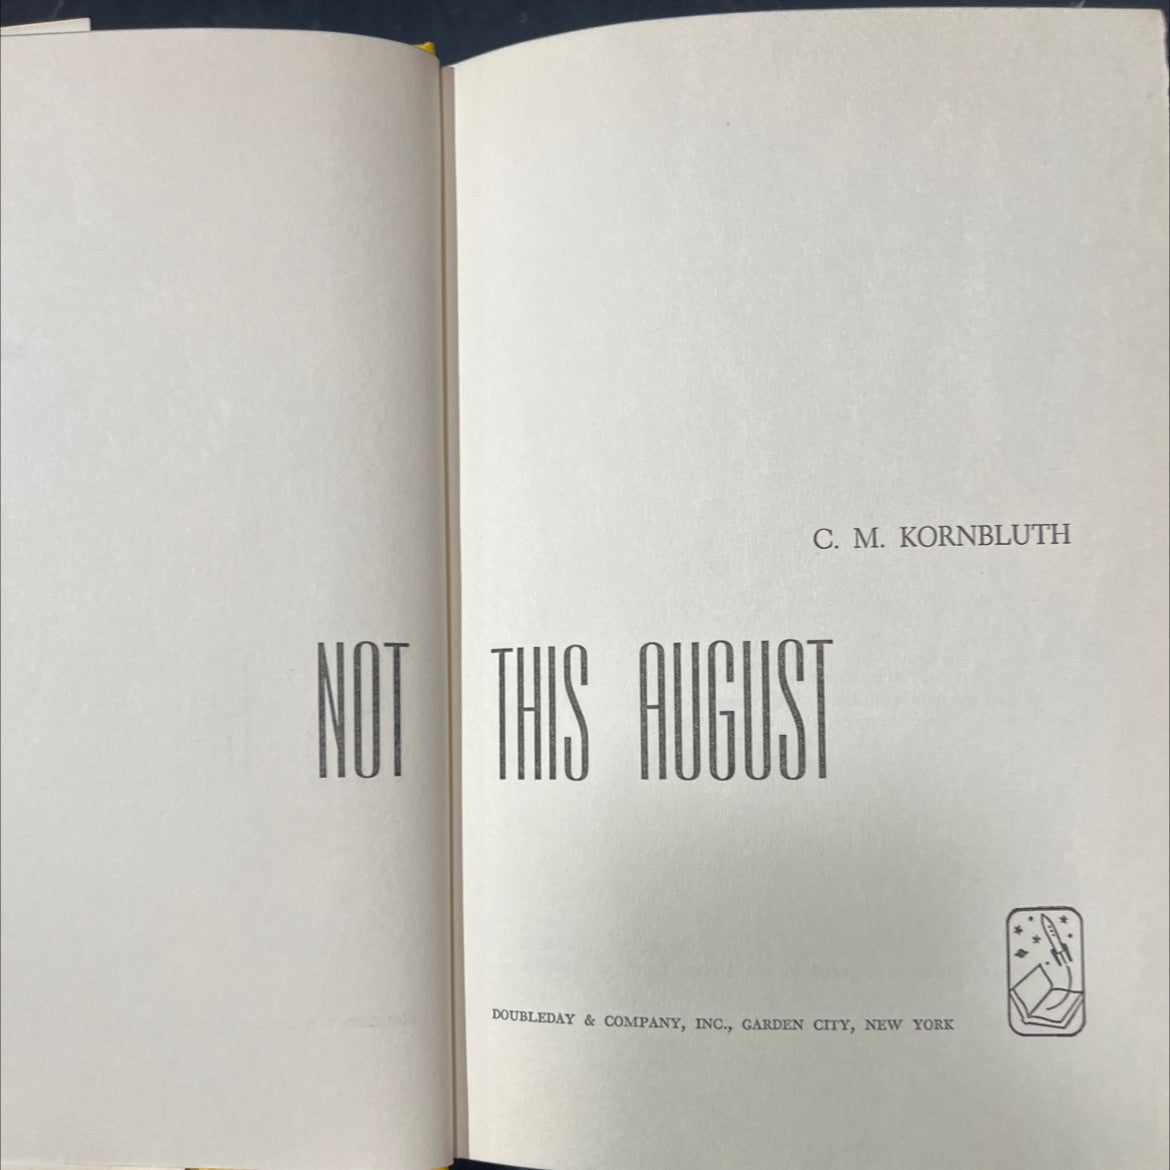 C. M. KORNBLUTH
NOT THIS AUGUST
DOUBLEDAY & COMPANY, INC., GARDEN CITY, NEW YORK